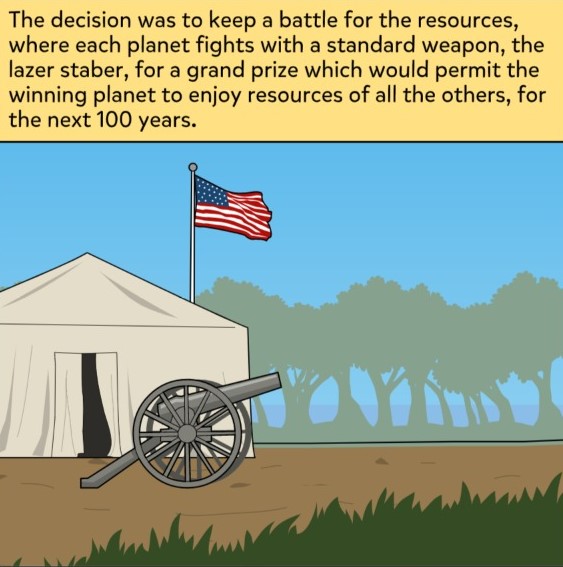 The decision was to keep a battle for the resources,
where each planet fights with a standard weapon, the
lazer staber, for a grand prize which would permit the
winning planet to enjoy resources of all the others, for
the next 100 years.